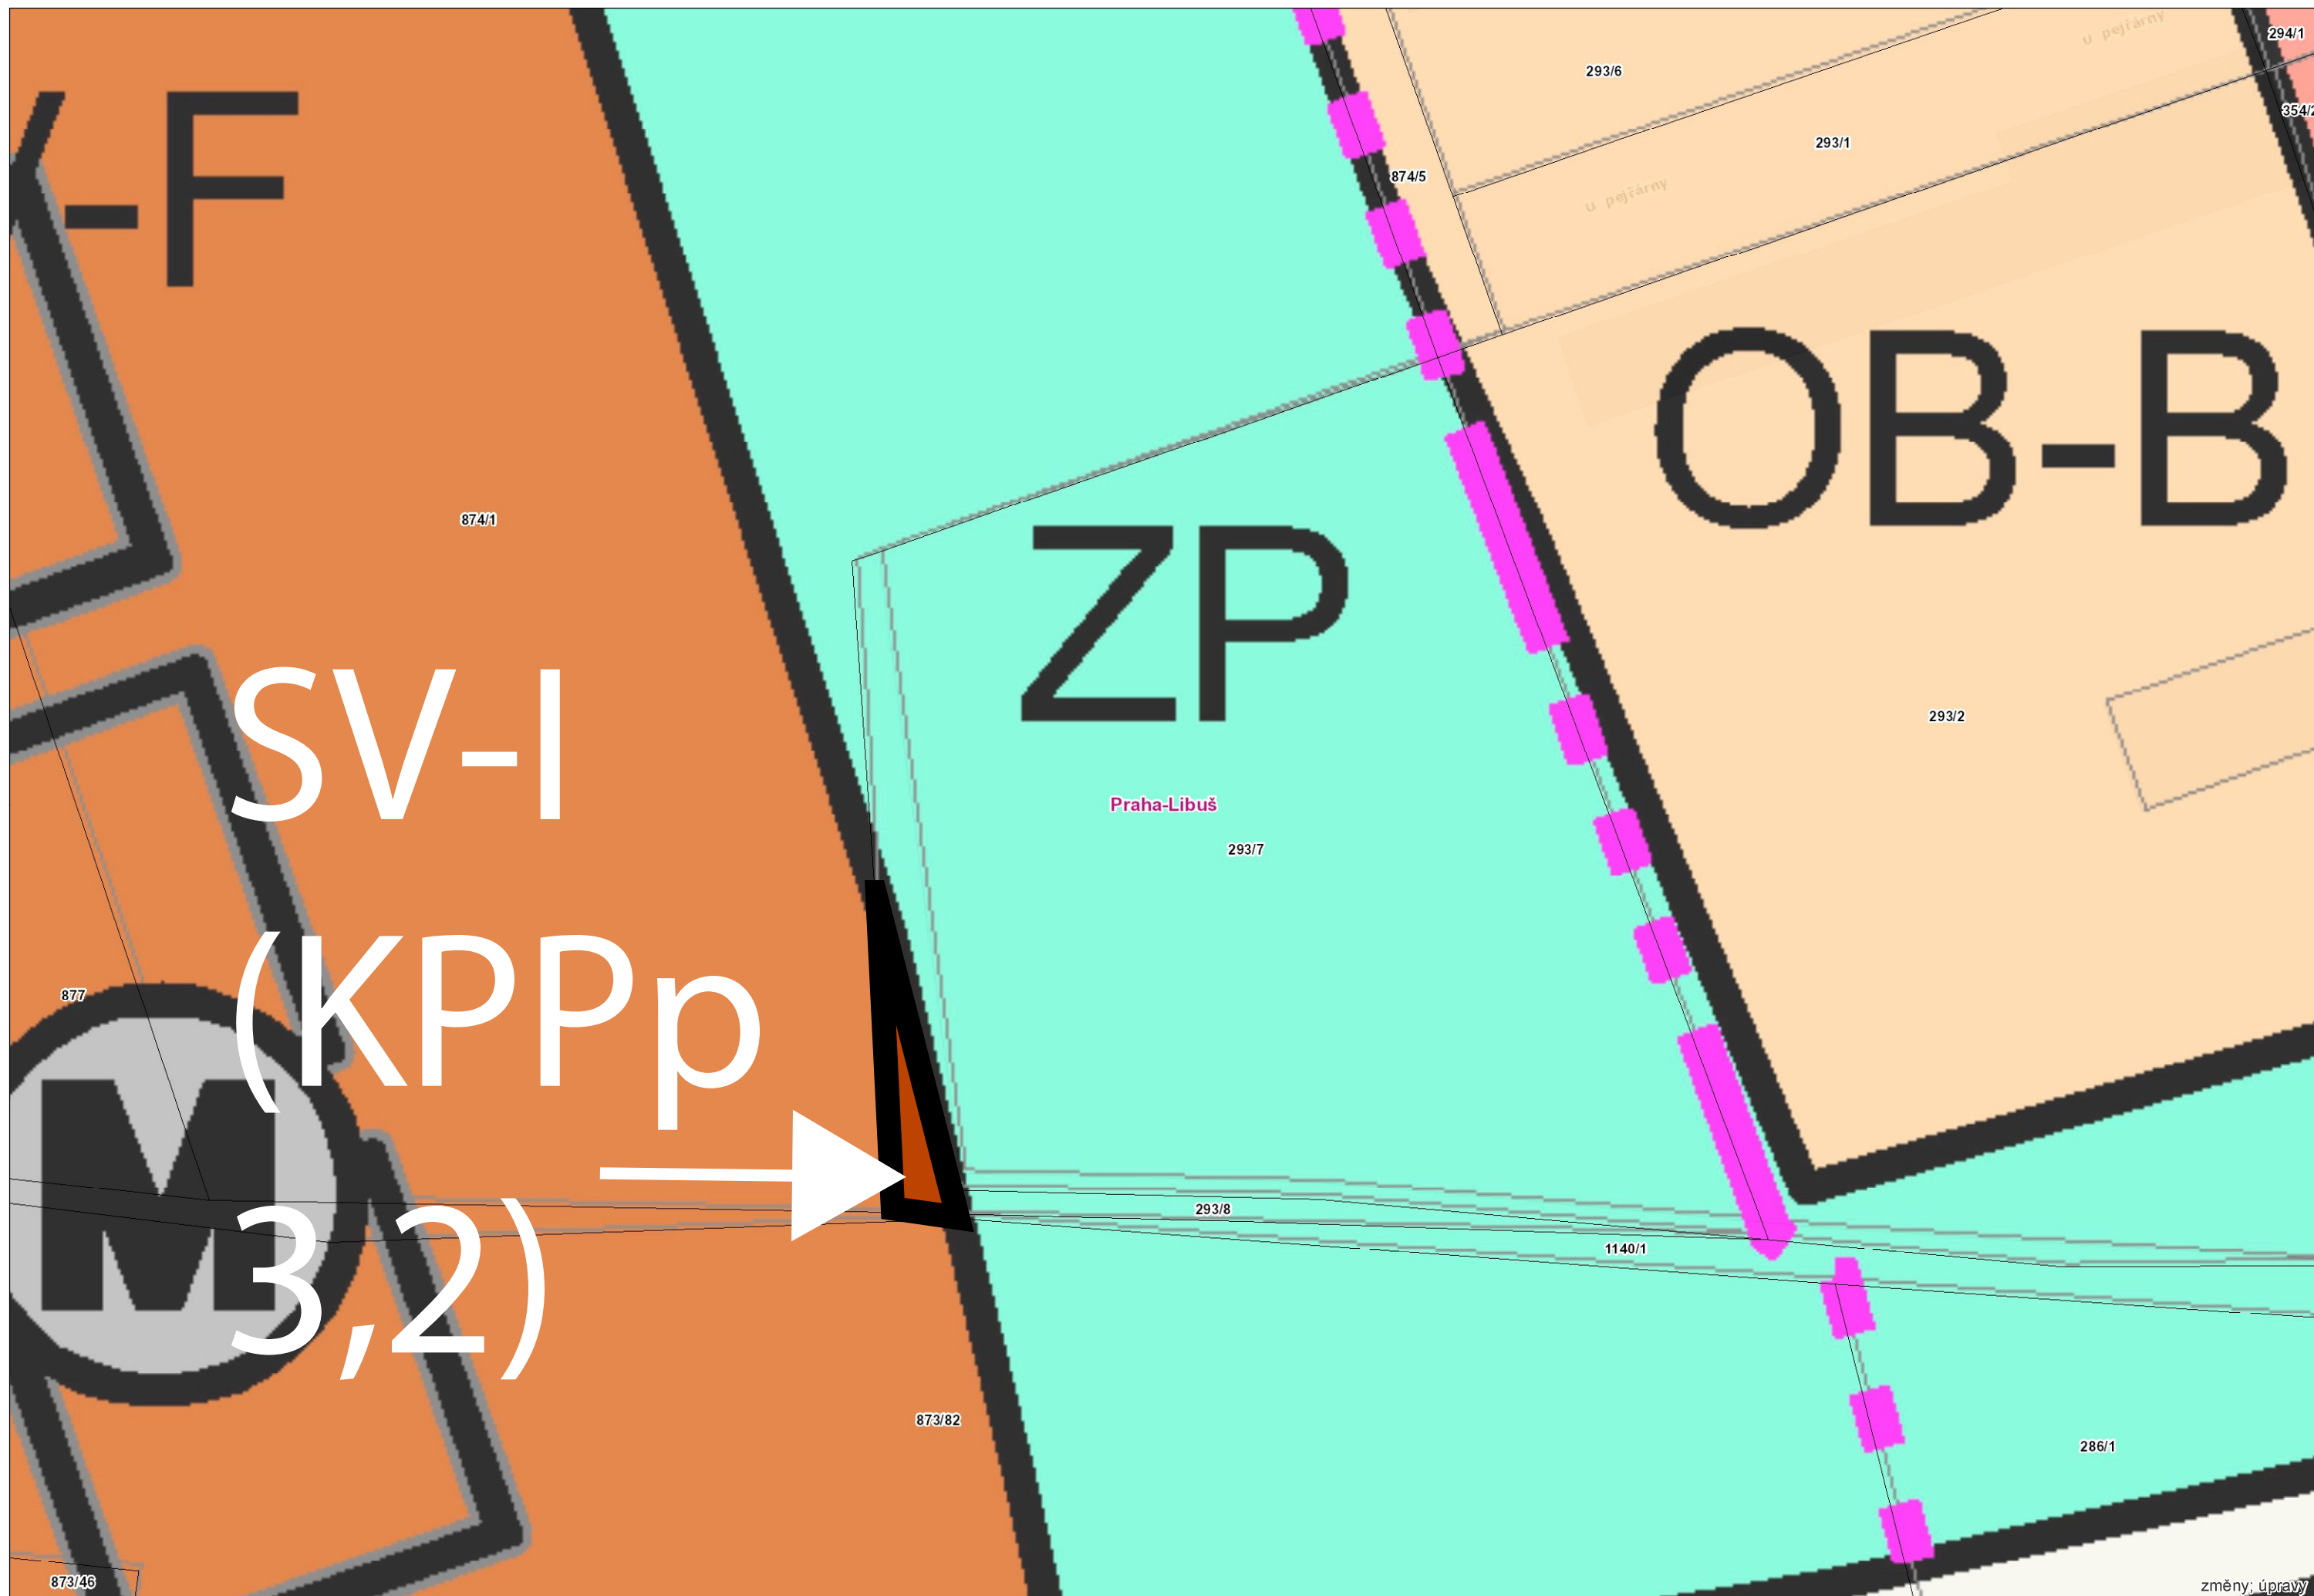 294/1
u pejřárny
293/6
354/2
293/1
874/5
-F
u pejřárny
OB-B
874/1
ZP
SV-I
293/2
Praha-Libuš
293/7
(KPPp
877
M
3,2)
293/8
1140/1
873/82
286/1
873/46
změny; úpravy